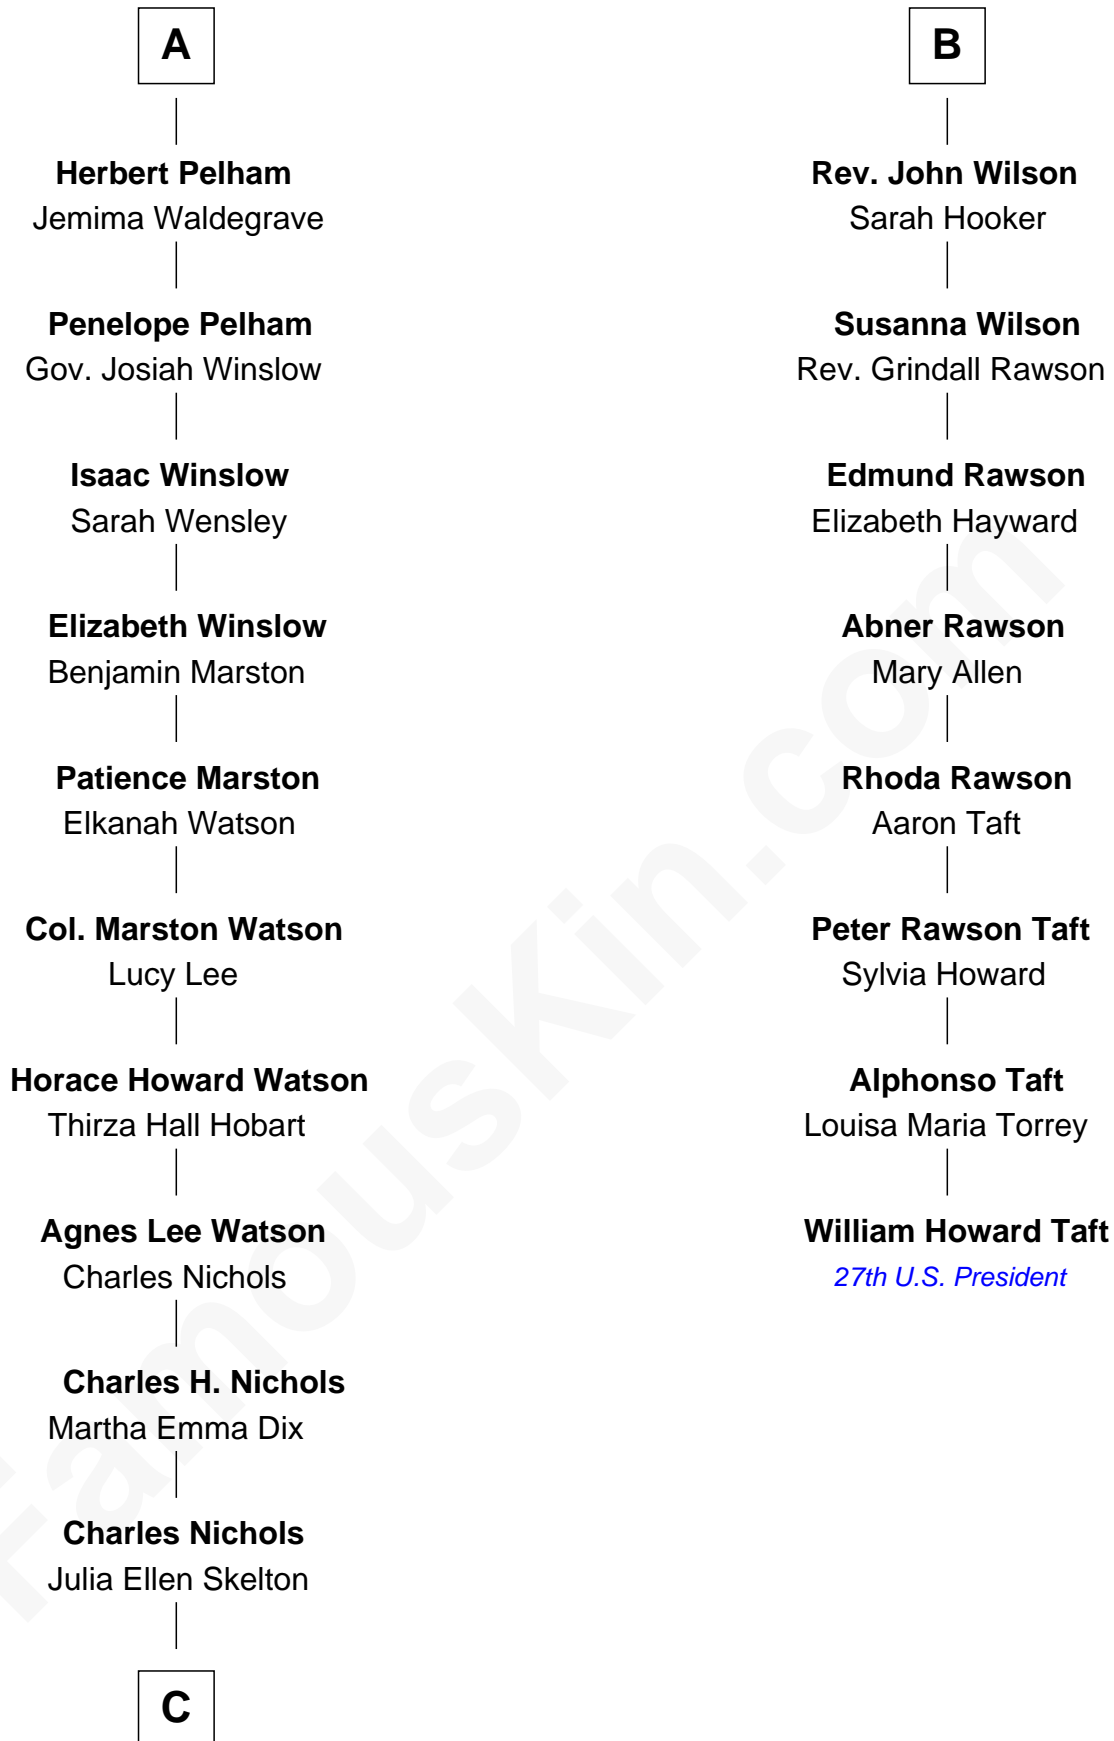 A
Herbert Pelham
Jemima Waldegrave
Penelope Pelham
Gov. Josiah Winslow
Isaac Winslow
Sarah Wensley
Elizabeth Winslow
Benjamin Marston
Patience Marston
Elkanah Watson
Col. Marston Watson
Lucy Lee
Horace Howard Watson
Thirza Hall Hobart
Agnes Lee Watson
Charles Nichols
Charles H. Nichols
Martha Emma Dix
Charles Nichols
Julia Ellen Skelton
C
B
Rev. John Wilson
Sarah Hooker
Susanna Wilson
Rev. Grindall Rawson
Edmund Rawson
Elizabeth Hayward
Abner Rawson
Mary Allen
Rhoda Rawson
Aaron Taft
Peter Rawson Taft
Sylvia Howard
Alphonso Taft
Louisa Maria Torrey
William Howard Taft
27th U.S. President
FamousKin.com